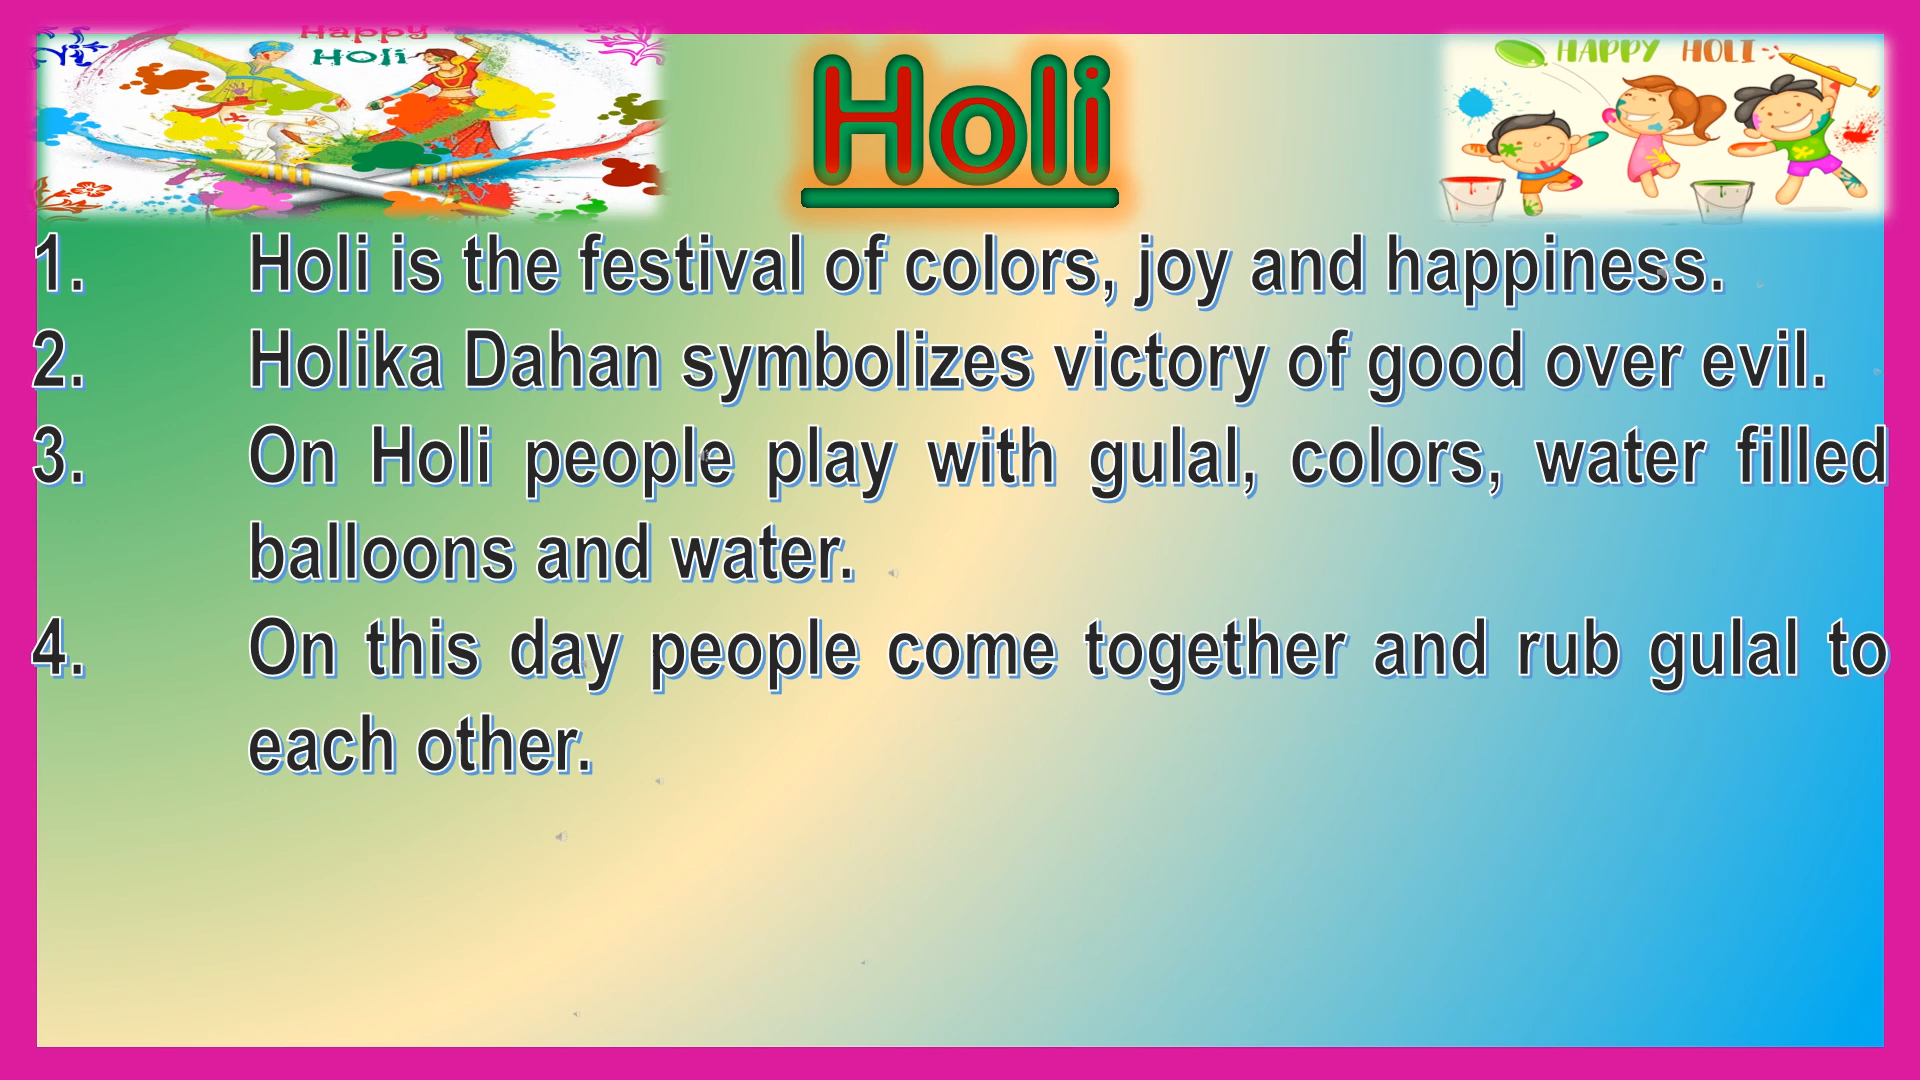 Happy
Holi
Holi
HAPPY HOLI
1. Holi is the festival of colors, joy and happiness.
2. Holika Dahan symbolizes victory of good over evil.
3. On Holi people play with gulal, colors, water filled
balloons and water.
4. On this day people come together and rub gulal to
each other.